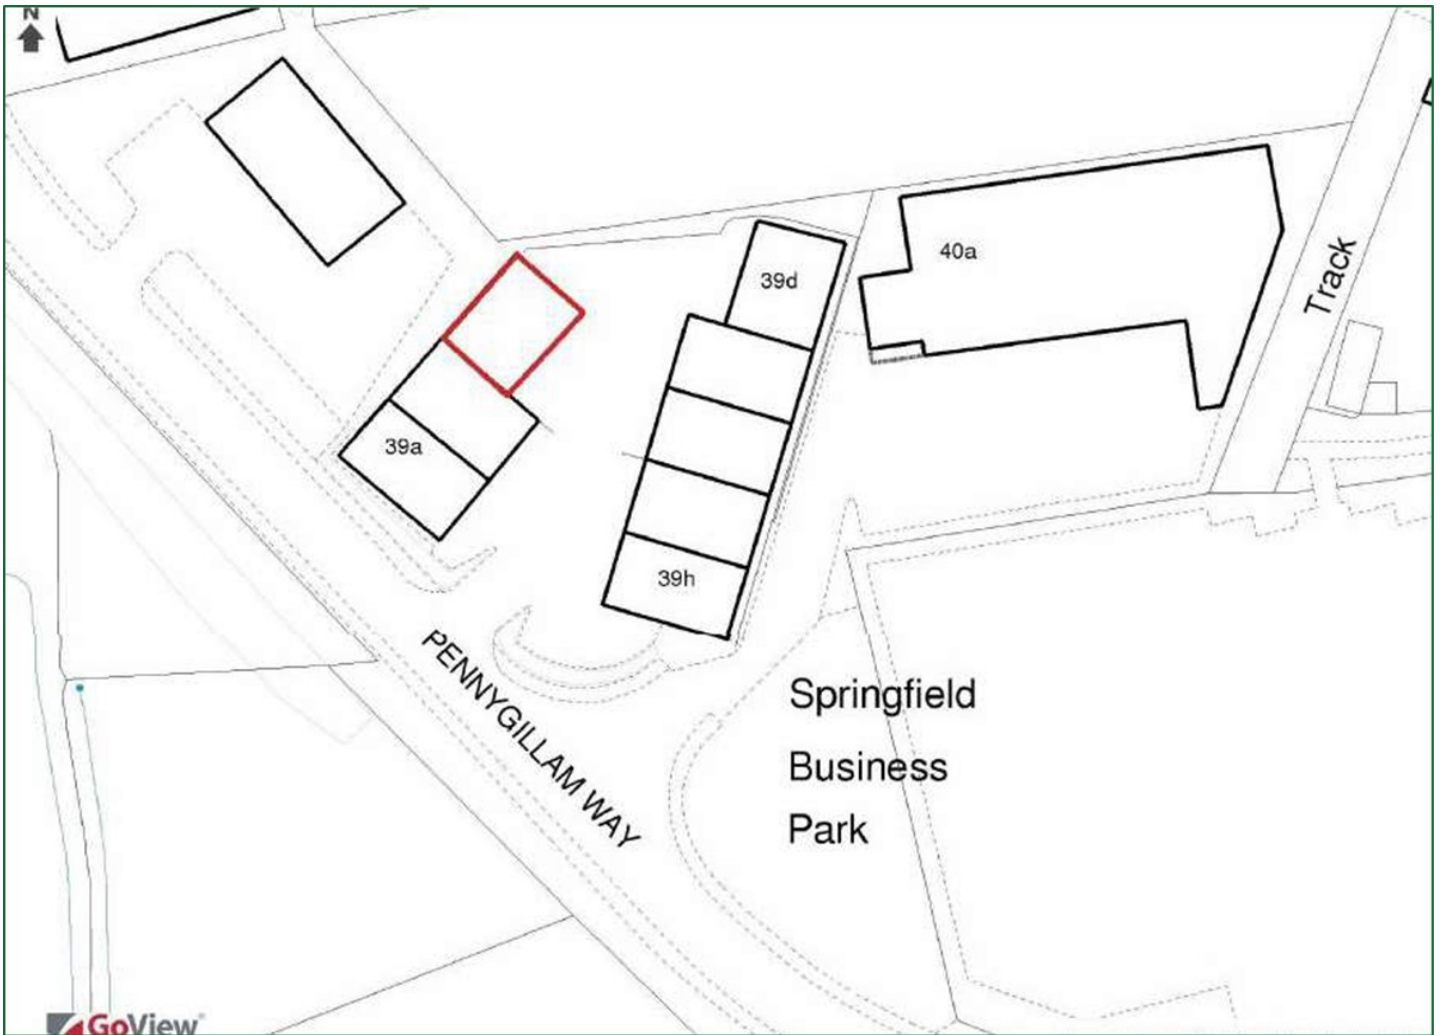 N
39d
40a
Track
39a
39h
PENNYGILLAM WAY
Springfield
Business
Park
GoView